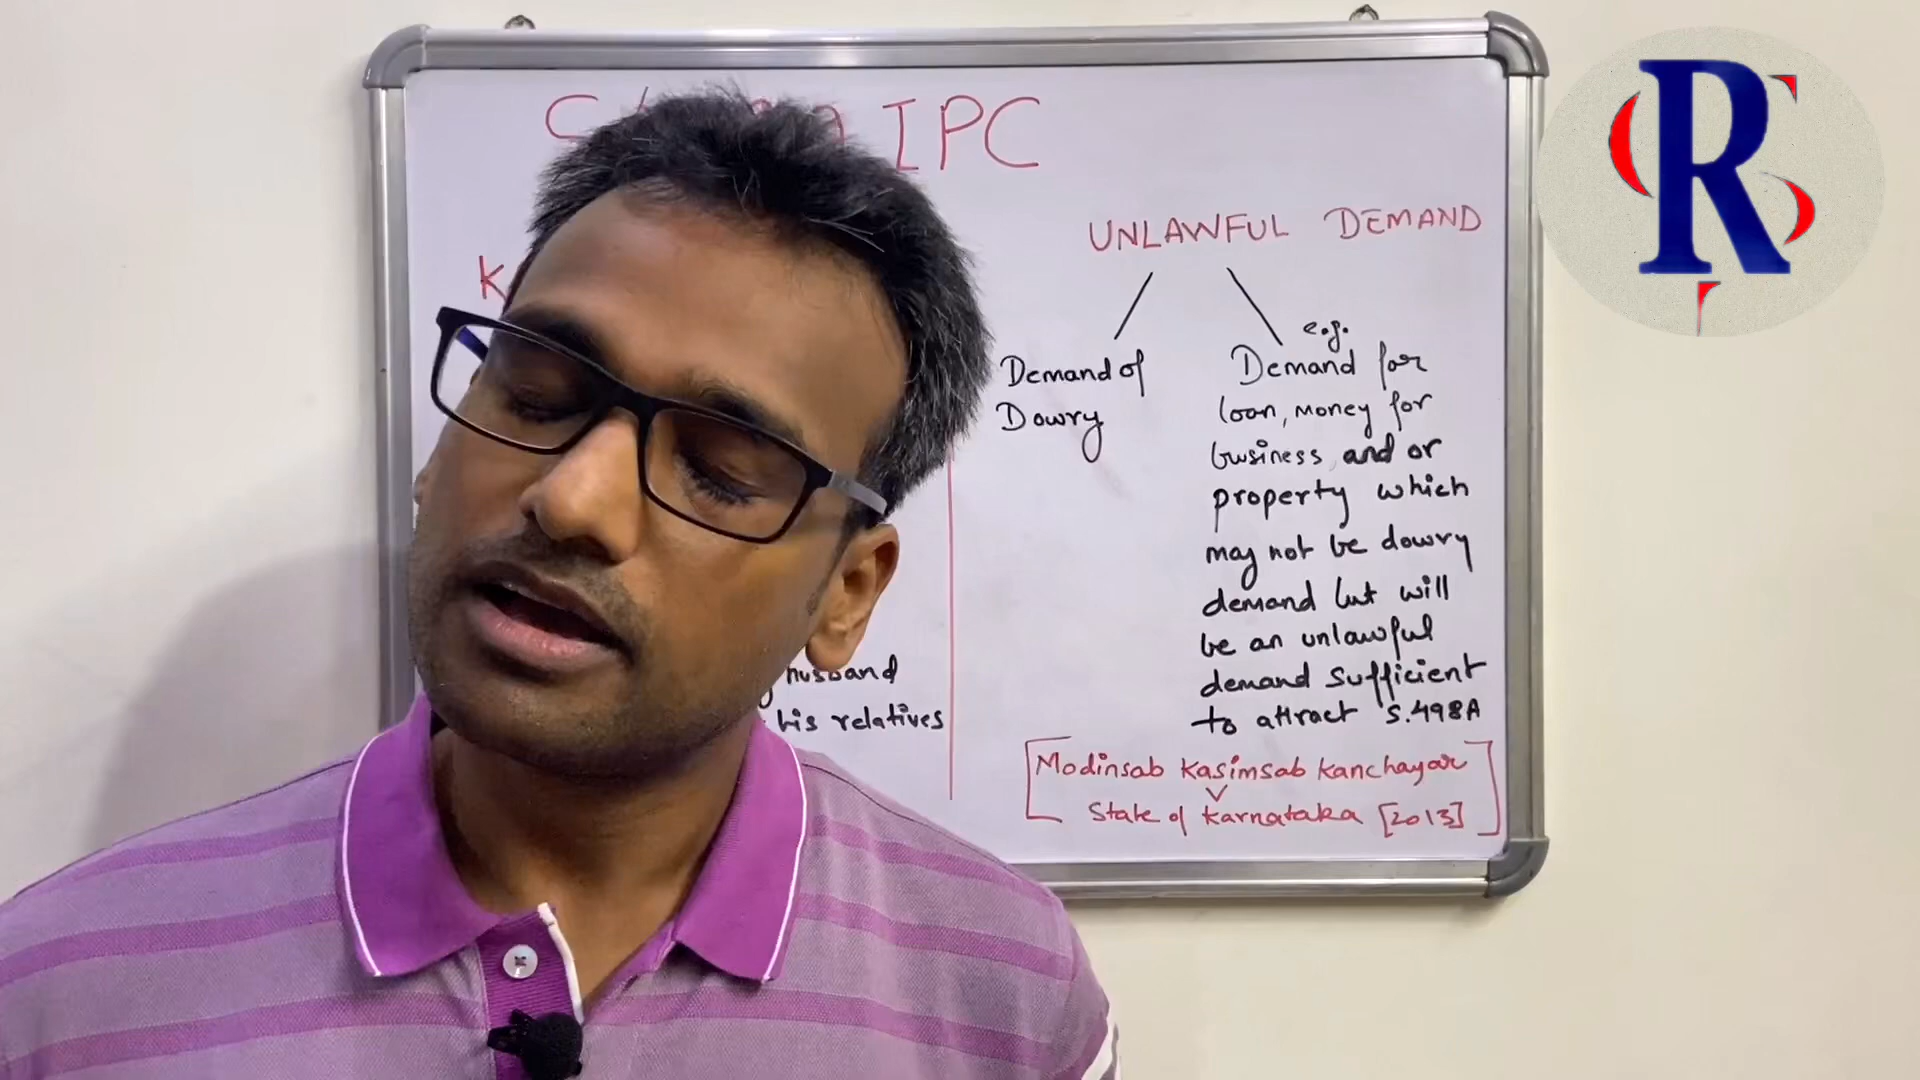 IPC
UNLAWFUL DEMAND
Demand of
Dowry
e.g.
Demand for
loan, money for
business, and or
property which
may not be dowry
demand but will
be an unlawful
demand sufficient
to attract S.498A
husband
his relatives
[Modinsab Kasimsab Kanchagar
V
State of Karnataka [2013]]
R